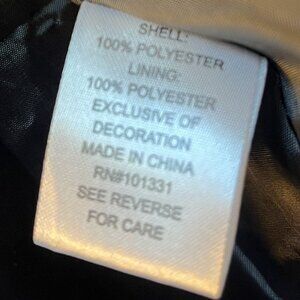 SHELL:
100% POLYESTER
LINING:
100% POLYESTER
EXCLUSIVE OF
DECORATION
MADE IN CHINA
RN#101331
SEE REVERSE
FOR CARE